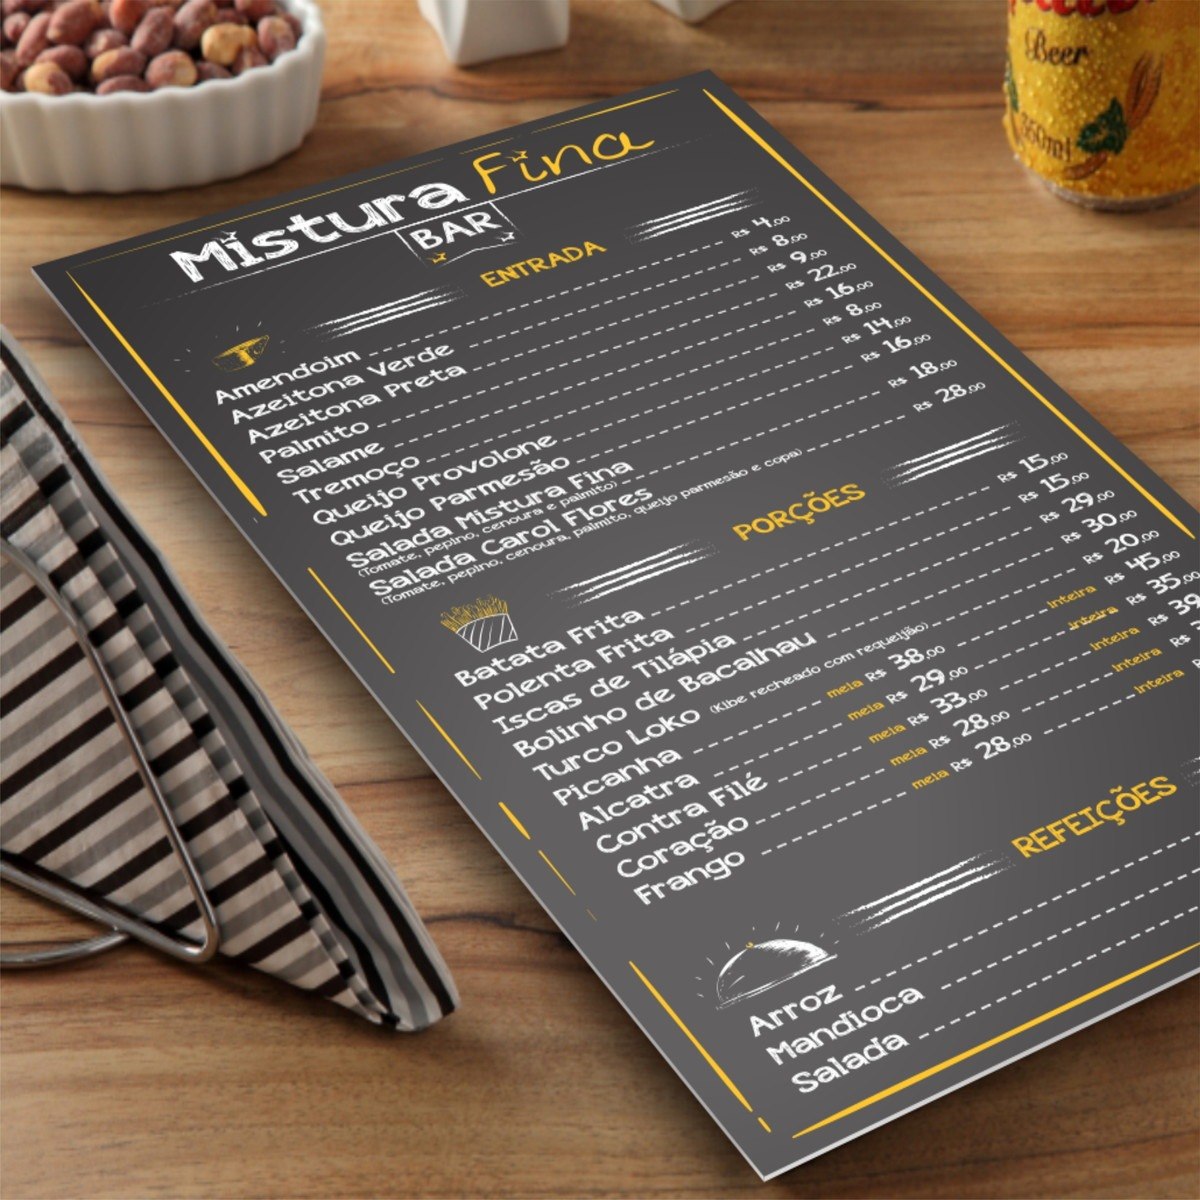 Mistura Fina
BAR
ENTRADA
Amendoim R$ 4,00
Azeitona Verde R$ 8,00
Azeitona Preta R$ 9,00
Palmito R$ 22,00
Salame R$ 16,00
Tremoço R$ 8,00
Queijo Provolone R$ 14,00
Queijo Parmesão R$ 16,00
Salada Mistura Fina R$ 18,00
(Tomate, pepino, cenoura e palmito)
Salada Carol Flores R$ 28,00
(Tomate, pepino, cenoura, palmito, queijo parmesão e copa)
PORÇÕES
Batata Frita R$ 15,00
Polenta Frita R$ 15,00
Iscas de Tilápia R$ 29,00
Bolinho de Bacalhau R$ 30,00
Turco Loko (Kibe recheado com requeijão) R$ 20,00
Picanha meia R$ 38,00 inteira R$ 45,00
Alcatra meia R$ 29,00 inteira R$ 35,00
Contra Filé meia R$ 33,00 inteira R$ 39
Coração meia R$ 28,00 inteira R$
Frango meia R$ 28,00 inteira
REFEIÇÕES
Arroz
Mandioca
Salada
Beer
350ml